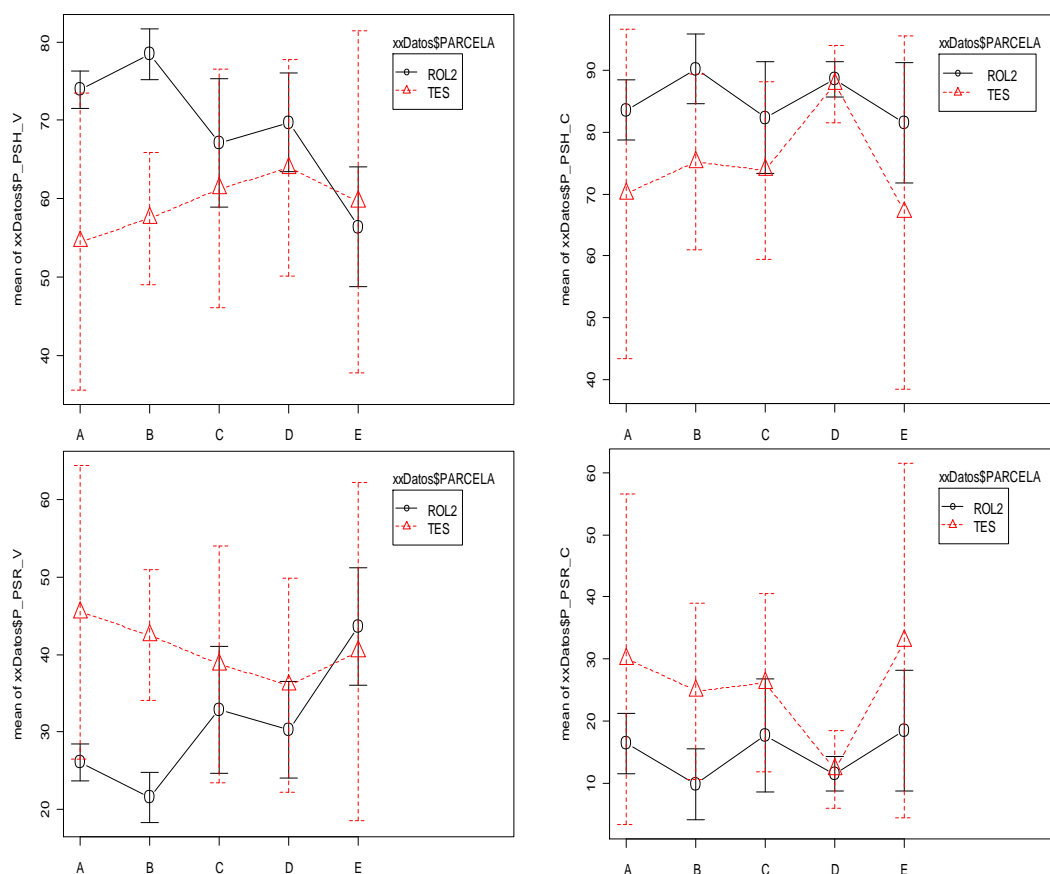 mean of xxDatos$P_PSH_V
80
70
60
50
40
A B C D E
xxDatos$PARCELA
ROL2
TES
mean of xxDatos$P_PSH_C
90
80
70
60
50
40
A B C D E
xxDatos$PARCELA
ROL2
TES
mean of xxDatos$P_PSR_V
60
50
40
30
20
A B C D E
xxDatos$PARCELA
ROL2
TES
mean of xxDatos$P_PSR_C
60
50
40
30
20
10
A B C D E
xxDatos$PARCELA
ROL2
TES